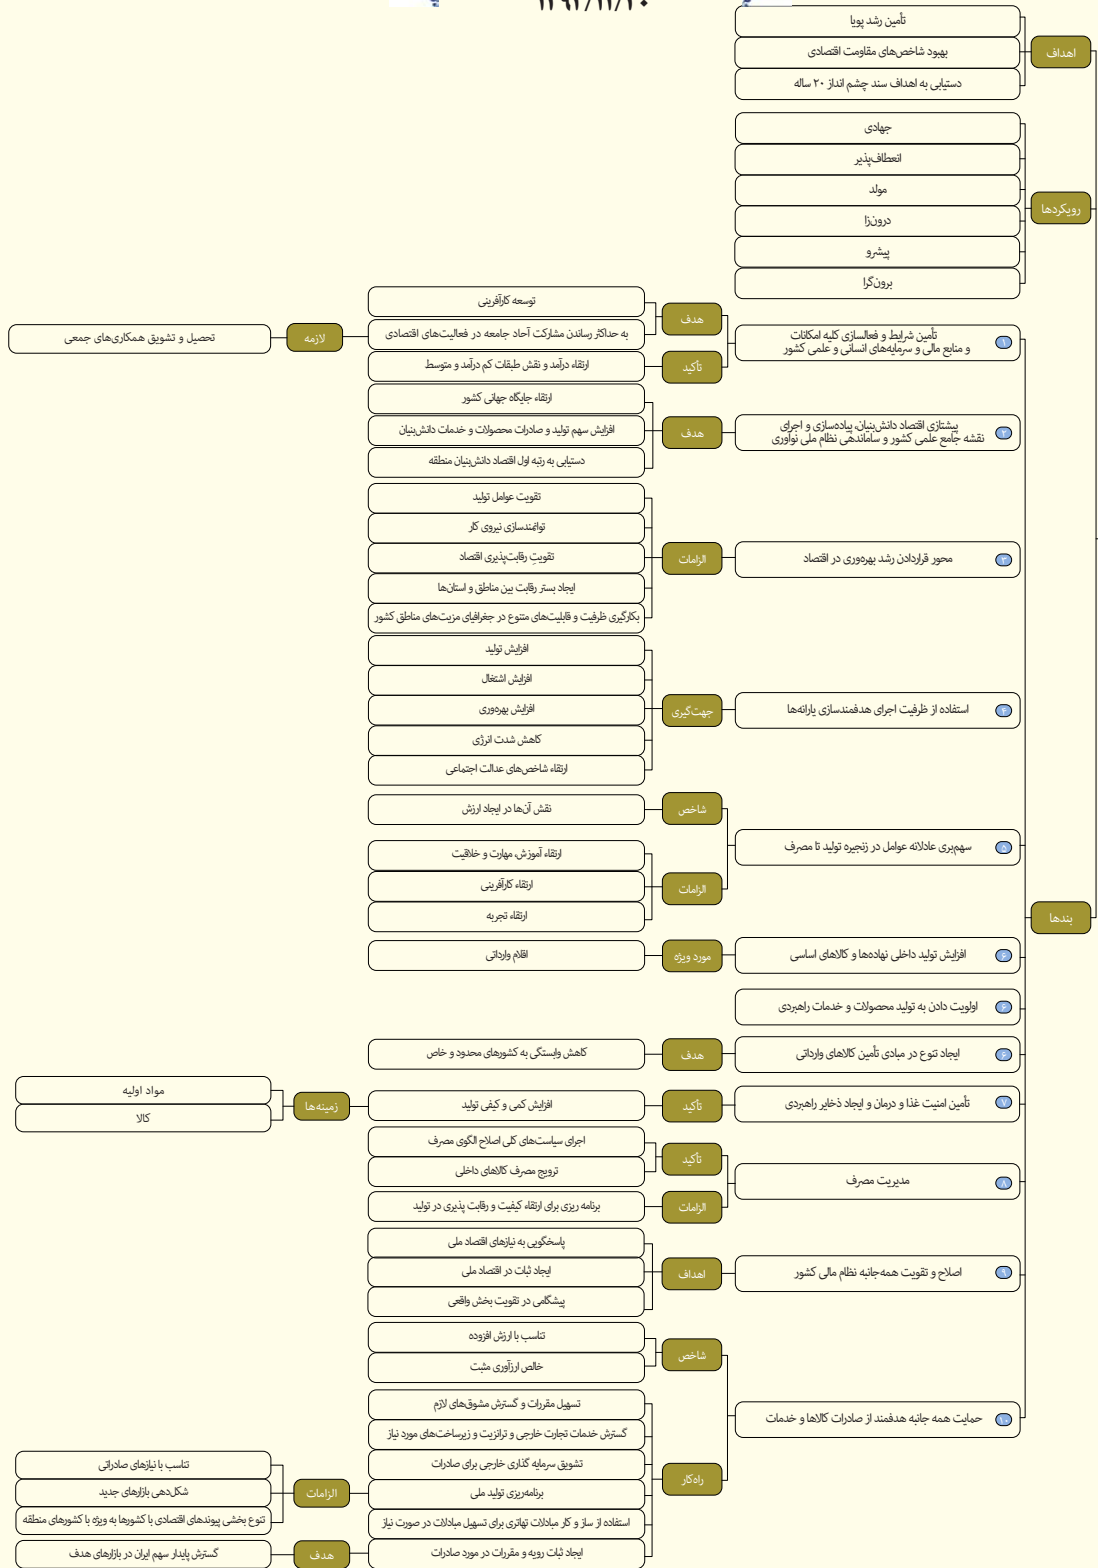 ۱۳۹۲/۱۱/۳۰
اهداف
تأمین رشد پویا
بهبود شاخص‌های مقاومت اقتصادی
دستیابی به اهداف سند چشم انداز ۲۰ ساله
رویکردها
جهادی
انعطاف‌پذیر
مولد
درون‌زا
پیشرو
برون‌گرا
بندها
۱
تأمین شرایط و فعالسازی کلیه امکانات
و منابع مالی و سرمایه‌های انسانی و علمی کشور
هدف
توسعه کارآفرینی
به حداکثر رساندن مشارکت آحاد جامعه در فعالیت‌های اقتصادی
لازمه
تحصیل و تشویق همکاری‌های جمعی
تأکید
ارتقاء درآمد و نقش طبقات کم درآمد و متوسط
۲
پیشتازی اقتصاد دانش‌بنیان، پیاده‌سازی و اجرای
نقشه جامع علمی کشور و ساماندهی نظام ملی نوآوری
هدف
ارتقاء جایگاه جهانی کشور
افزایش سهم تولید و صادرات محصولات و خدمات دانش‌بنیان
دستیابی به رتبه اول اقتصاد دانش‌بنیان منطقه
۳
محور قراردادن رشد بهره‌وری در اقتصاد
الزامات
تقویت عوامل تولید
توانمندسازی نیروی کار
تقویتِ رقابت‌پذیری اقتصاد
ایجاد بستر رقابت بین مناطق و استان‌ها
بکارگیری ظرفیت و قابلیت‌های متنوع در جغرافیای مزیت‌های مناطق کشور
۴
استفاده از ظرفیت اجرای هدفمندسازی یارانه‌ها
جهت‌گیری
افزایش تولید
افزایش اشتغال
افزایش بهره‌وری
کاهش شدت انرژی
ارتقاء شاخص‌های عدالت اجتماعی
۵
سهم‌بری عادلانه عوامل در زنجیره تولید تا مصرف
شاخص
نقش آن‌ها در ایجاد ارزش
الزامات
ارتقاء آموزش، مهارت و خلاقیت
ارتقاء کارآفرینی
ارتقاء تجربه
۶
افزایش تولید داخلی نهاده‌ها و کالاهای اساسی
مورد ویژه
اقلام وارداتی
۶
اولویت دادن به تولید محصولات و خدمات راهبردی
۶
ایجاد تنوع در مبادی تأمین کالاهای وارداتی
هدف
کاهش وابستگی به کشورهای محدود و خاص
۷
تأمین امنیت غذا و درمان و ایجاد ذخایر راهبردی
تأکید
افزایش کمی و کیفی تولید
زمینه‌ها
مواد اولیه
کالا
۸
مدیریت مصرف
تأکید
اجرای سیاست‌های کلی اصلاح الگوی مصرف
ترویج مصرف کالاهای داخلی
الزامات
برنامه ریزی برای ارتقاء کیفیت و رقابت پذیری در تولید
۹
اصلاح و تقویت همه‌جانبه نظام مالی کشور
اهداف
پاسخگویی به نیازهای اقتصاد ملی
ایجاد ثبات در اقتصاد ملی
پیشگامی در تقویت بخش واقعی
۱۰
حمایت همه جانبه هدفمند از صادرات کالاها و خدمات
شاخص
تناسب با ارزش افزوده
خالص ارزآوری مثبت
راه‌کار
تسهیل مقررات و گسترش مشوق‌های لازم
گسترش خدمات تجارت خارجی و ترانزیت و زیرساخت‌های مورد نیاز
تشویق سرمایه گذاری خارجی برای صادرات
برنامه‌ریزی تولید ملی
الزامات
تناسب با نیازهای صادراتی
شکل‌دهی بازارهای جدید
تنوع بخشی پیوندهای اقتصادی با کشورها به ویژه با کشورهای منطقه
استفاده از ساز و کار مبادلات تهاتری برای تسهیل مبادلات در صورت نیاز
ایجاد ثبات رویه و مقررات در مورد صادرات
هدف
گسترش پایدار سهم ایران در بازارهای هدف